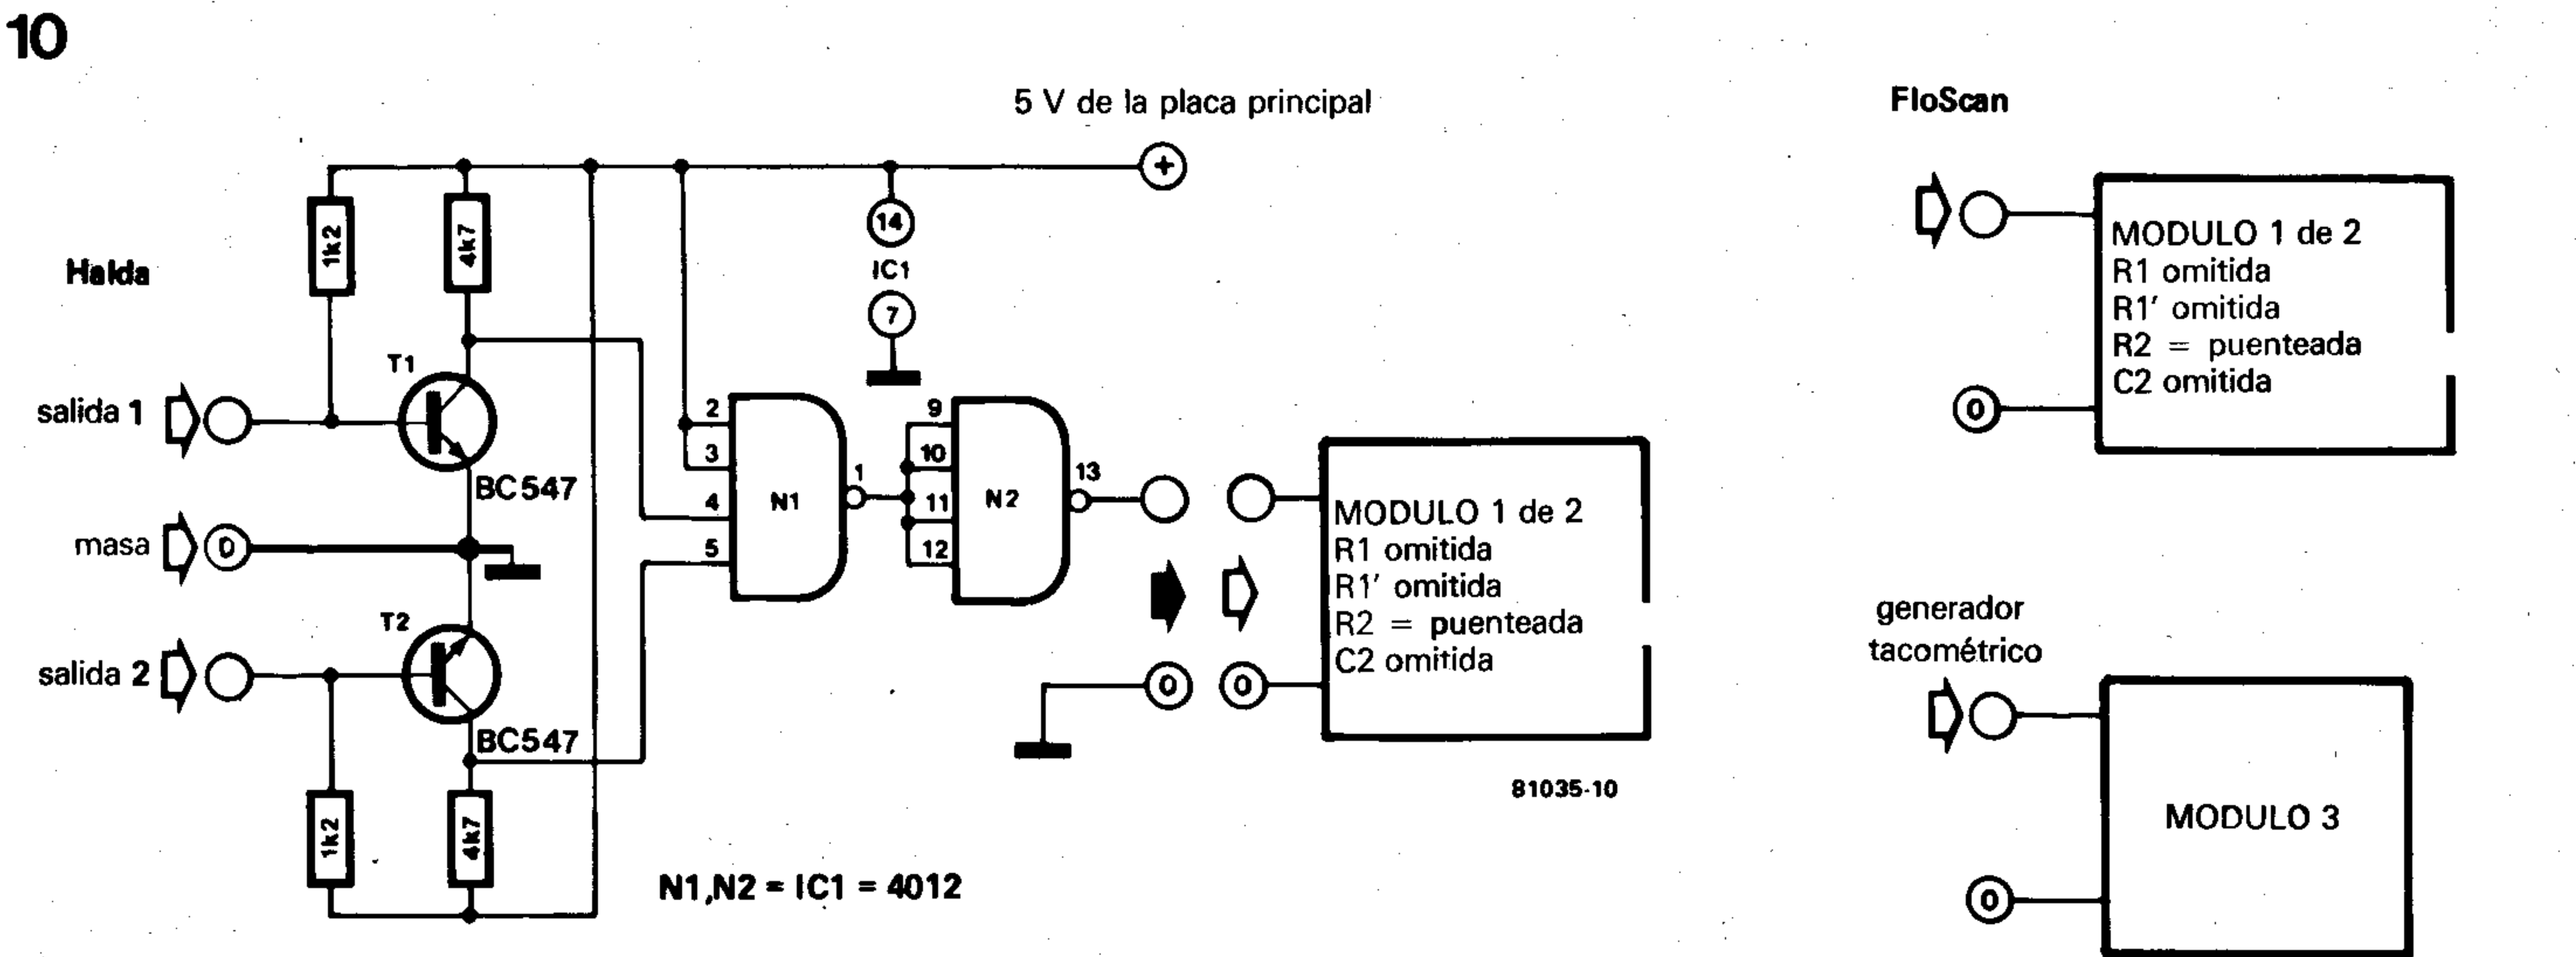 10
5 V de la placa principal
+
1k2
4k7
14
IC1
7
Halda
T1
salida 1
BC547
masa
0
T2
salida 2
BC547
1k2
4k7
2
3
4
5
N1
1
9
10
11
12
N2
13
0
0
MODULO 1 de 2
R1 omitida
R1' omitida
R2 = puenteada
C2 omitida
81035-10
N1,N2 = IC1 = 4012
FloScan
MODULO 1 de 2
R1 omitida
R1' omitida
R2 = puenteada
C2 omitida
0
generador
tacométrico
MODULO 3
0